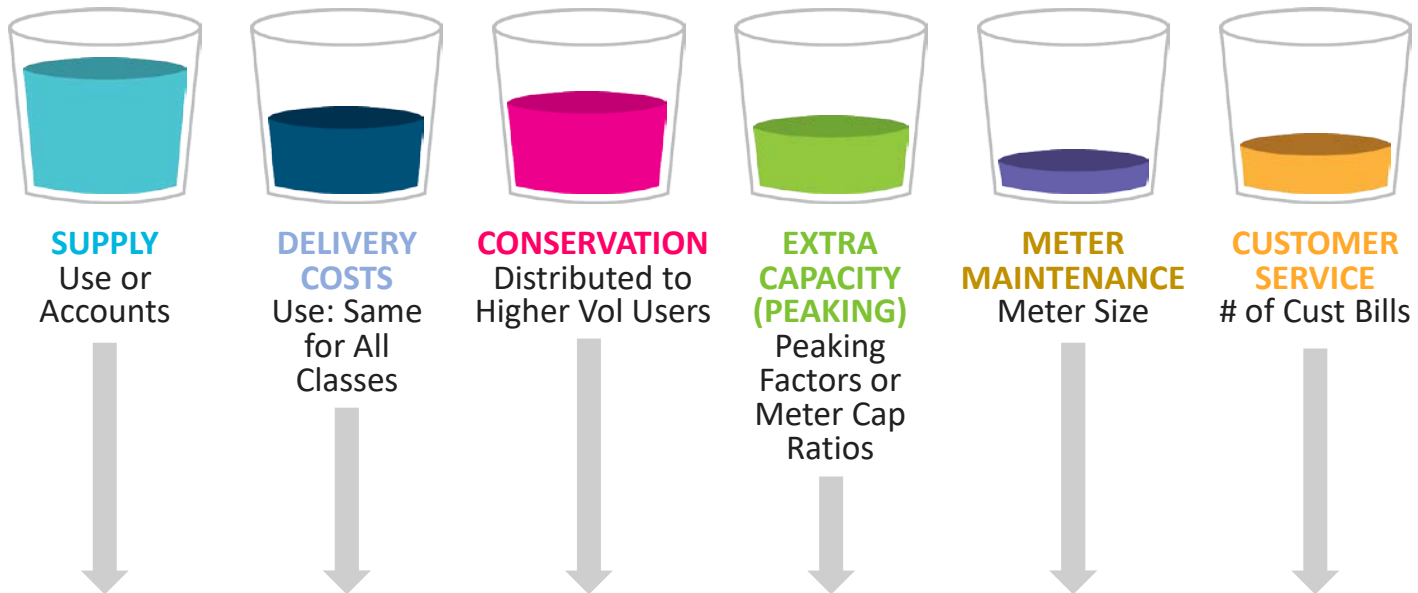 SUPPLY
Use or
Accounts
DELIVERY
COSTS
Use: Same
for All
Classes
CONSERVATION
Distributed to
Higher Vol Users
EXTRA
CAPACITY
(PEAKING)
Peaking
Factors or
Meter Cap
Ratios
METER
MAINTENANCE
Meter Size
CUSTOMER
SERVICE
# of Cust Bills